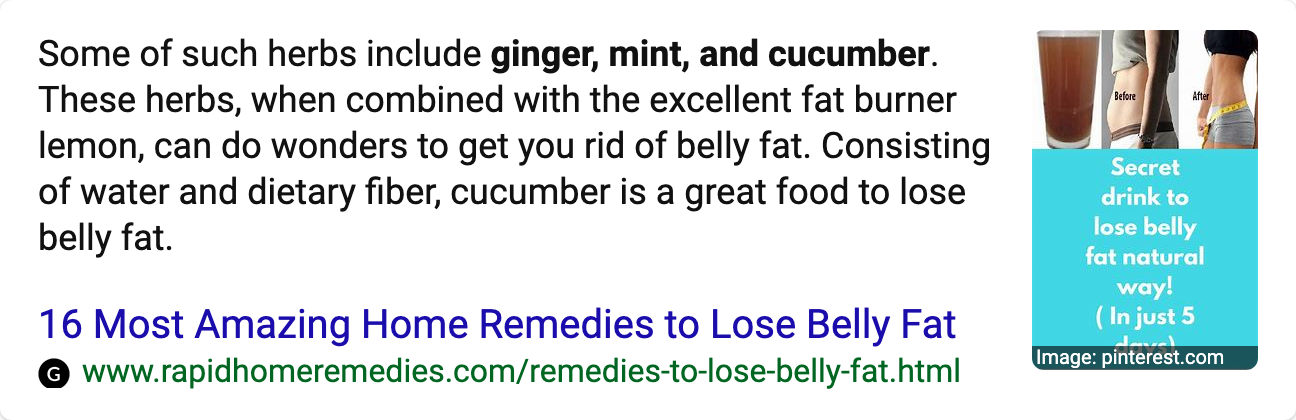 Some of such herbs include ginger, mint, and cucumber.
These herbs, when combined with the excellent fat burner
lemon, can do wonders to get you rid of belly fat. Consisting
of water and dietary fiber, cucumber is a great food to lose
belly fat.
16 Most Amazing Home Remedies to Lose Belly Fat
G
www.rapidhomeremedies.com/remedies-to-lose-belly-fat.html
Before
After
Secret
drink to
lose belly
fat natural
way!
( In just 5
days)
Image: pinterest.com